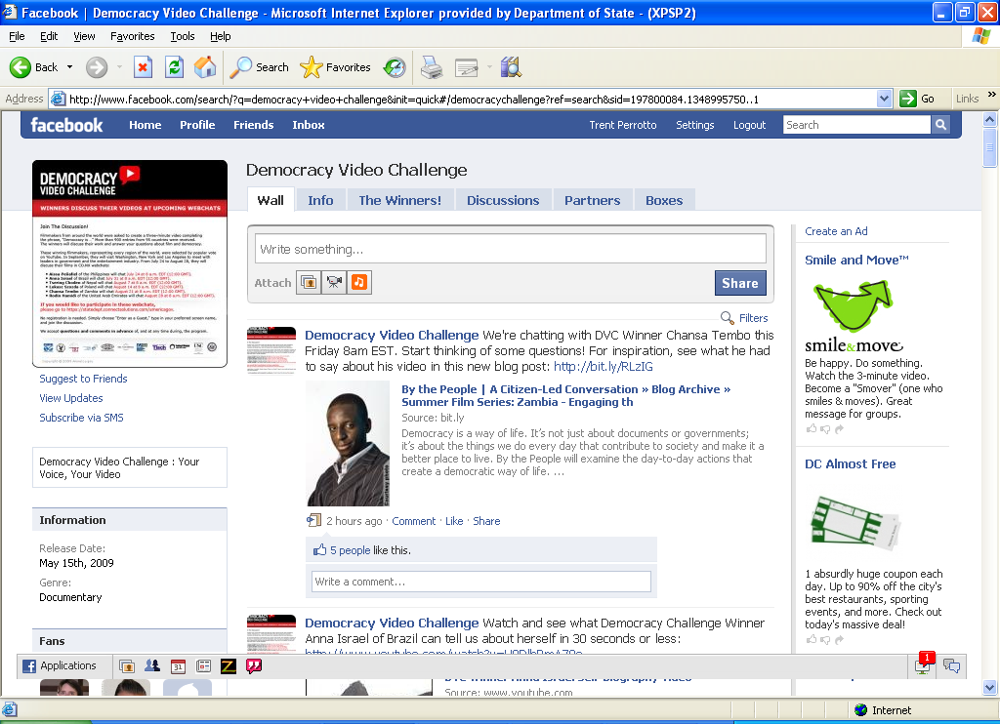 Facebook | Democracy Video Challenge - Microsoft Internet Explorer provided by Department of State - (XPSP2)
File Edit View Favorites Tools Help
Back Search Favorites
Address http://www.facebook.com/search/?q=democracy+video+challenge&init=quick#/democracychallenge?ref=search&sid=197800084.1348995750..1 Go Links »
facebook Home Profile Friends Inbox Trent Perrotto Settings Logout Search
DEMOCRACY
VIDEO CHALLENGE
WINNERS DISCUSS THEIR VIDEOS AT UPCOMING WEBCHATS
Join The Discussion!
Suggest to Friends
View Updates
Subscribe via SMS
Democracy Video Challenge : Your
Voice, Your Video
Information
Release Date:
May 15th, 2009
Genre:
Documentary
Fans
Democracy Video Challenge
Wall Info The Winners! Discussions Partners Boxes
Write something...
Attach Share
Filters
Democracy Video Challenge We're chatting with DVC Winner Chansa Tembo this
Friday 8am EST. Start thinking of some questions! For inspiration, see what he had
to say about his video in this new blog post: http://bit.ly/RLzIG
By the People | A Citizen-Led Conversation » Blog Archive »
Summer Film Series: Zambia - Engaging th
Source: bit.ly
Democracy is a way of life. It's not just about documents or governments;
it's about the things we do every day that contribute to society and make it a
better place to live. By the People will examine the day-to-day actions that
create a democratic way of life. ...
2 hours ago · Comment · Like · Share
5 people like this.
Write a comment...
Democracy Video Challenge Watch and see what Democracy Challenge Winner
Anna Israel of Brazil can tell us about herself in 30 seconds or less:
Source: www.youtube.com
Create an Ad
Smile and Move™
smile&move
Be happy. Do something.
Watch the 3-minute video.
Become a "Smover" (one who
smiles & moves). Great
message for groups.
DC Almost Free
1 absurdly huge coupon each
day. Up to 90% off the city's
best restaurants, sporting
events, and more. Check out
today's massive deal!
Applications 31 1
Internet